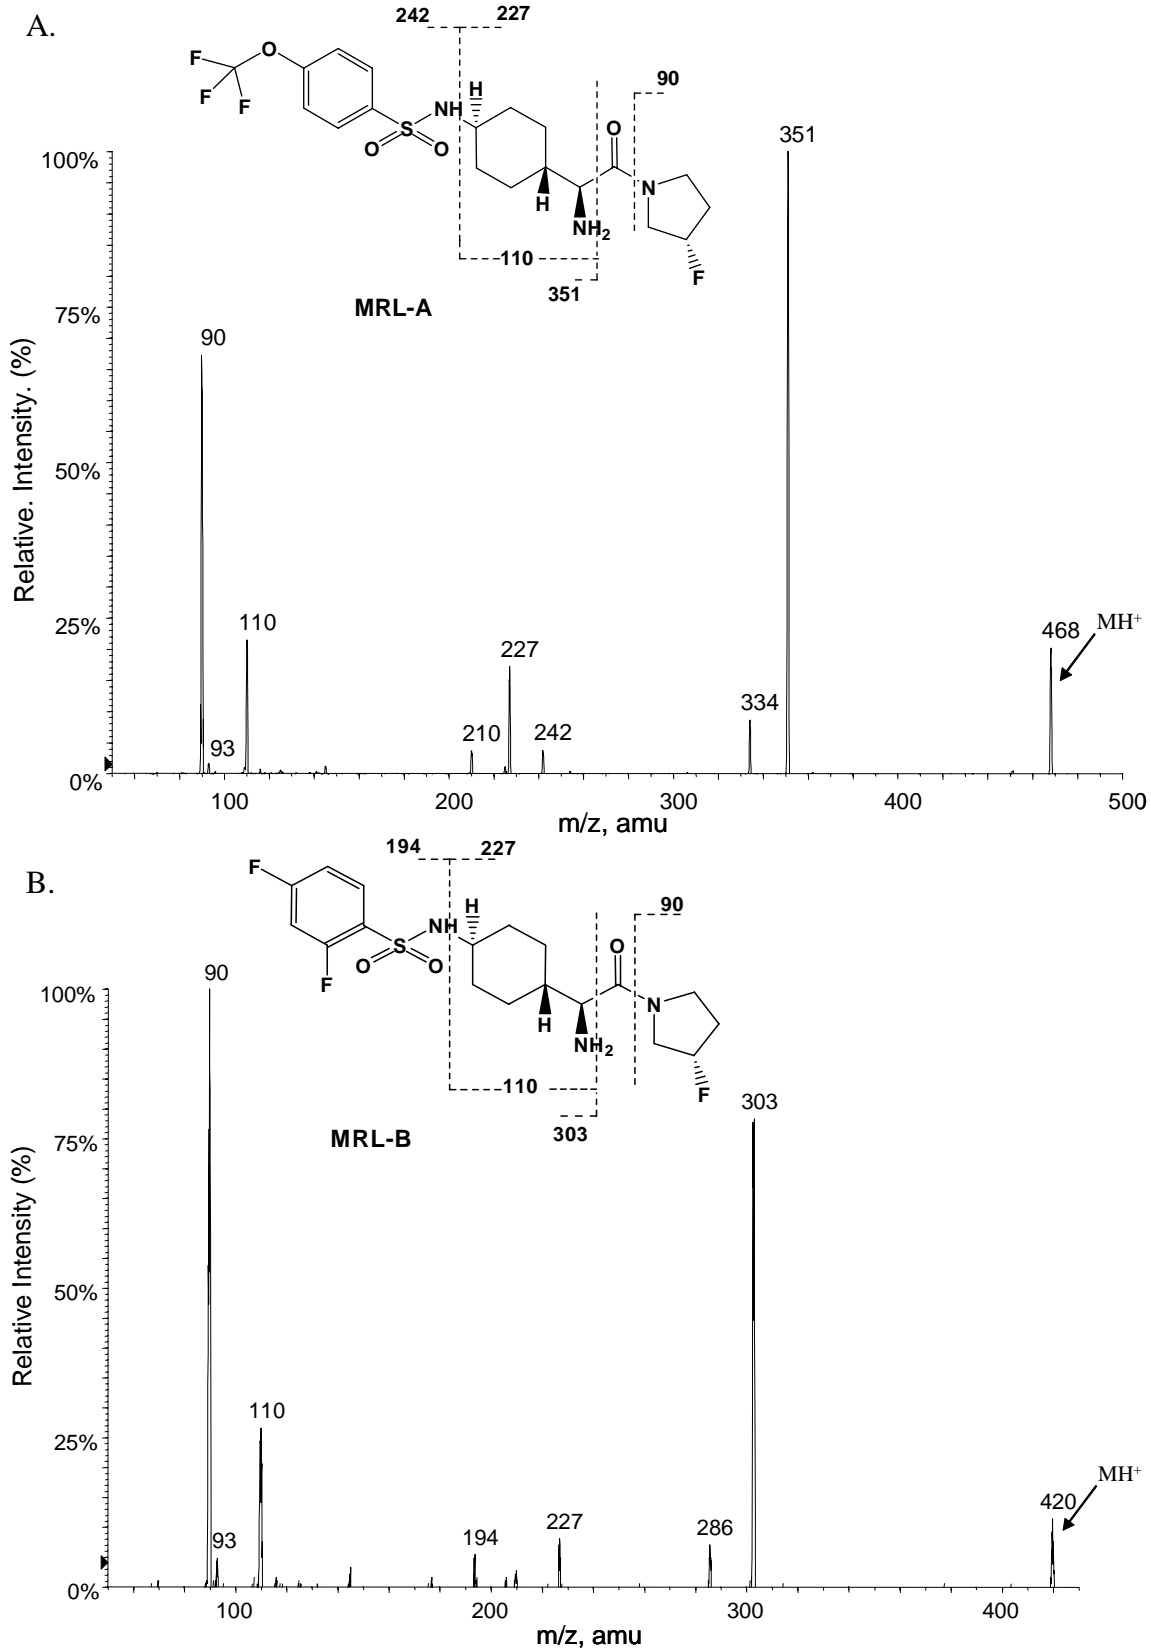 A.
242 227
F
O
F
F
H
NH
90
S
O
O
O
N
H
NH2
110
F
351
MRL-A
351
100%
75%
90
50%
25%
110
227
468
MH+
334
210
242
93
0%
100
200
300
400
500
Relative. Intensity. (%)
m/z, amu
B.
194 227
F
H
90
NH
S
O
O
O
F
N
H
NH2
110
F
303
MRL-B
90
100%
303
75%
50%
110
25%
420
MH+
93
194
227
286
0%
100
200
300
400
Relative Intensity (%)
m/z, amu